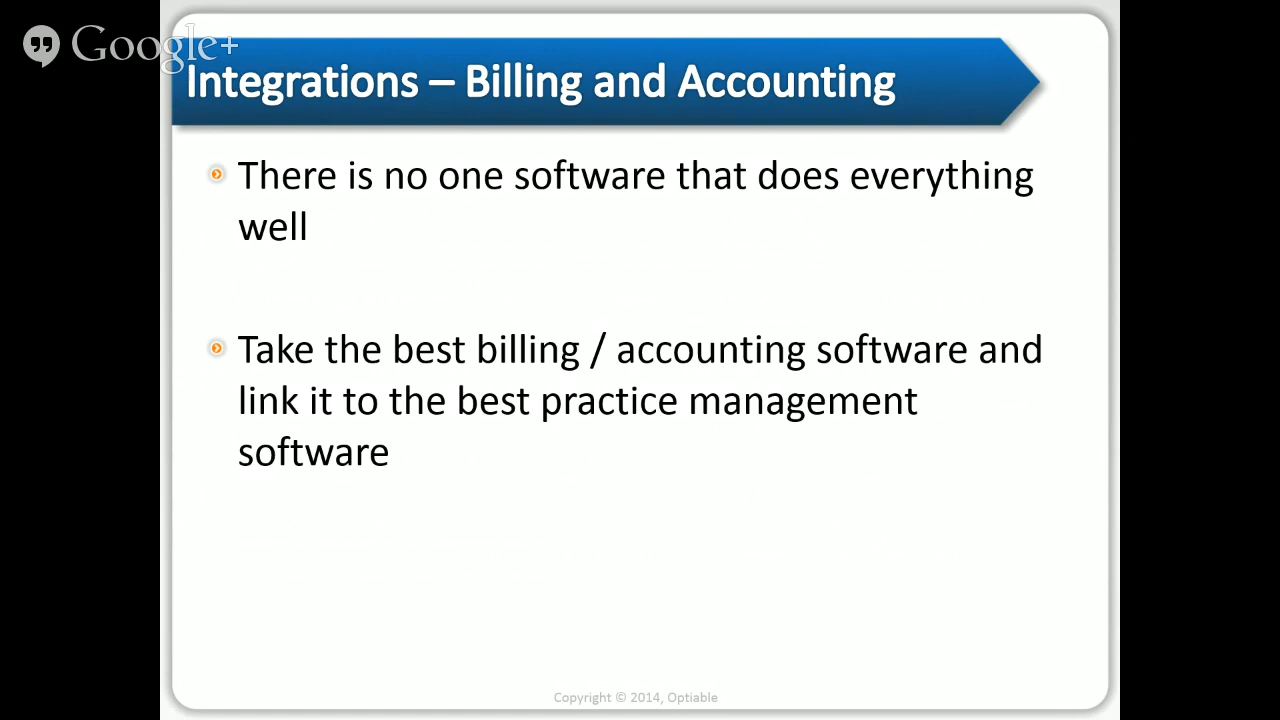 Google+
Integrations – Billing and Accounting
There is no one software that does everything
well
Take the best billing / accounting software and
link it to the best practice management
software
Copyright © 2014, Optiable